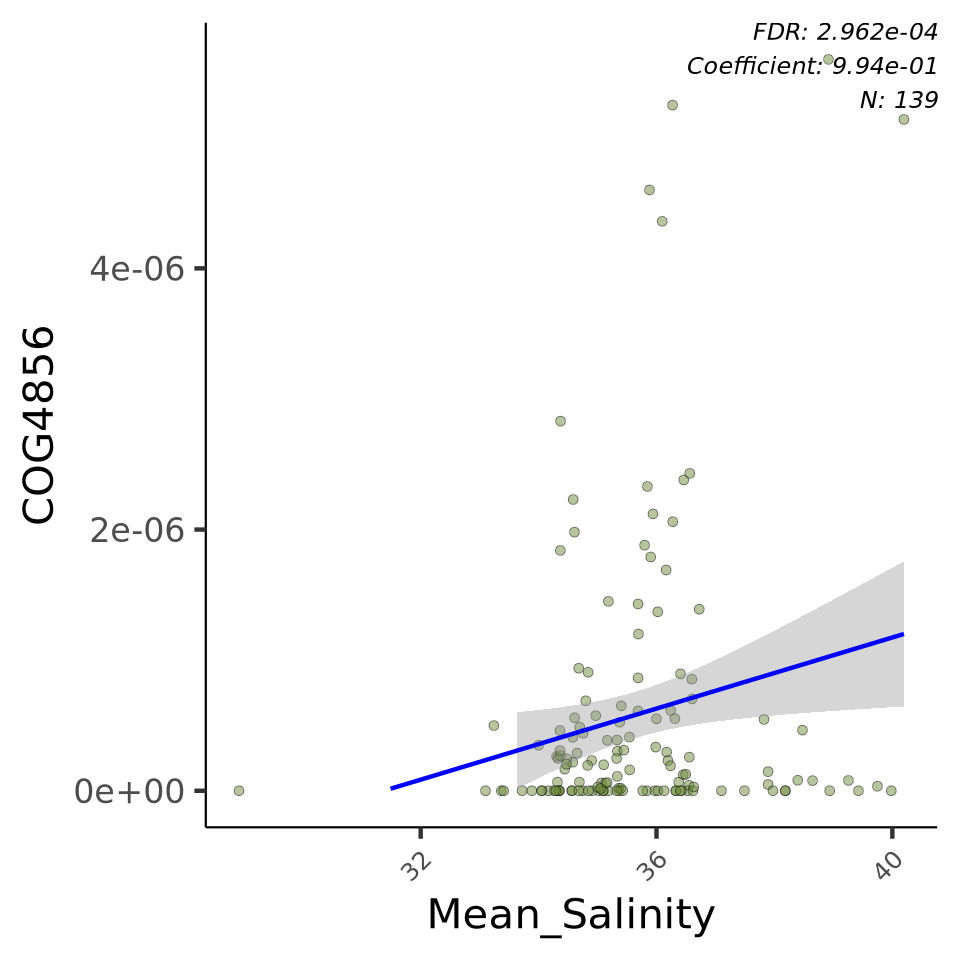 FDR: 2.962e-04
Coefficient: 9.94e-01
N: 139
COG4856
4e-06
2e-06
0e+00
32
36
40
Mean_Salinity